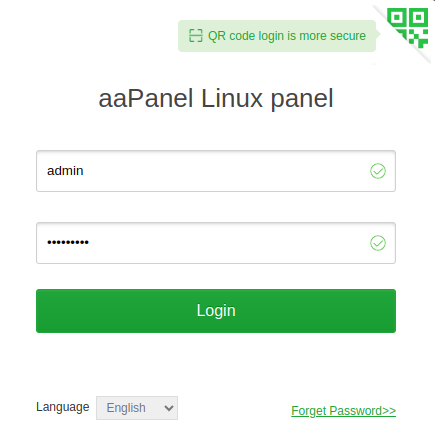 QR code login is more secure
aaPanel Linux panel
admin
•••••••••
Login
Language English Forget Password>>